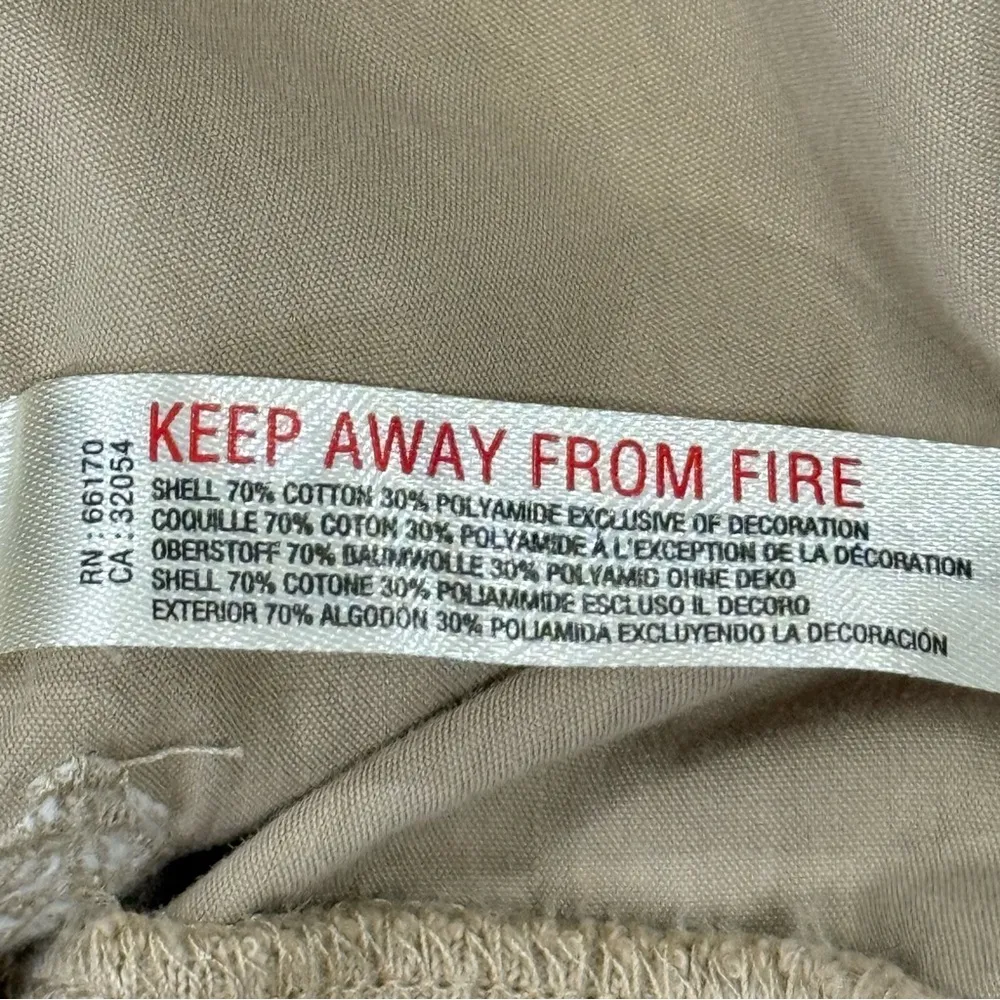 RN : 66170
CA : 32054
KEEP AWAY FROM FIRE
SHELL 70% COTTON 30% POLYAMIDE EXCLUSIVE OF DECORATION
COQUILLE 70% COTON 30% POLYAMIDE À L'EXCEPTION DE LA DÉCORATION
OBERSTOFF 70% BAUMWOLLE 30% POLYAMID OHNE DEKO
SHELL 70% COTONE 30% POLIAMMIDE ESCLUSO IL DECORO
EXTERIOR 70% ALGODÓN 30% POLIAMIDA EXCLUYENDO LA DECORACIÓN